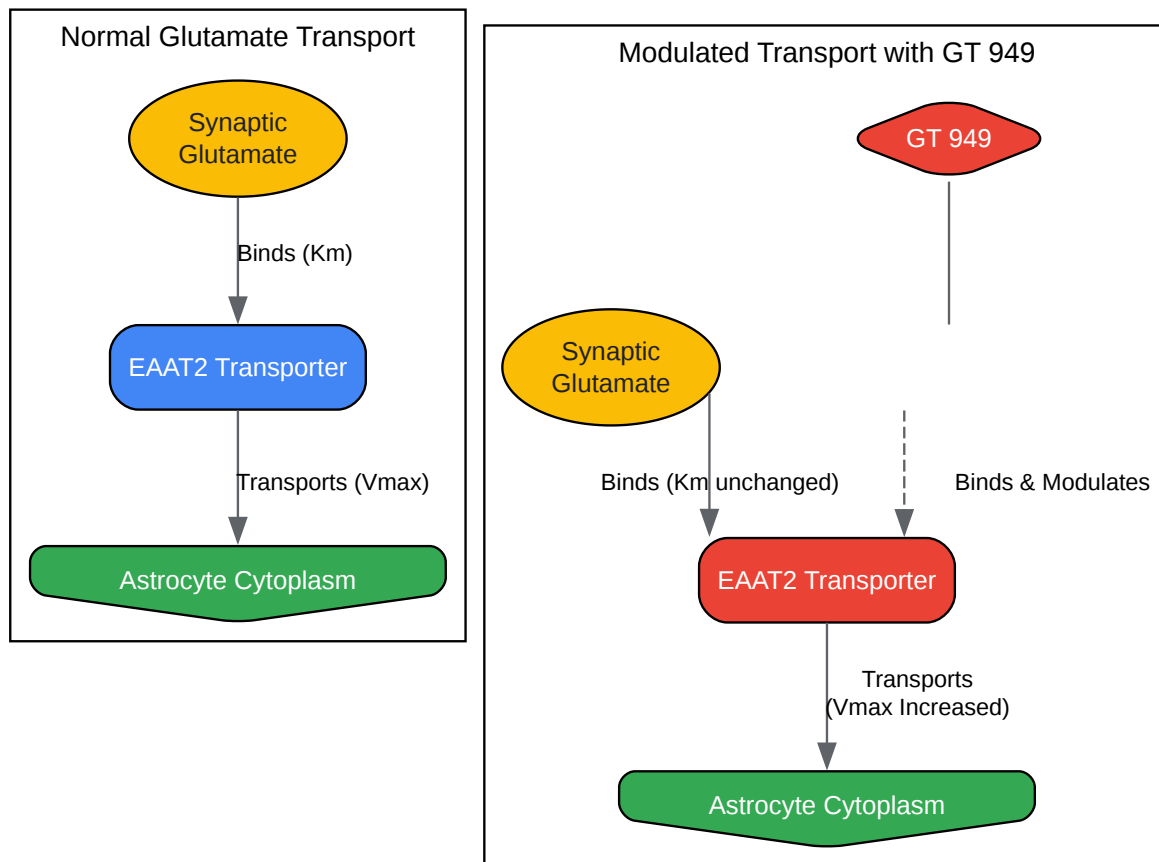 Normal Glutamate Transport
Synaptic
Glutamate
Binds (Km)
EAAT2 Transporter
Transports (Vmax)
Astrocyte Cytoplasm
Modulated Transport with GT 949
GT 949
Synaptic
Glutamate
Binds (Km unchanged)
Binds & Modulates
EAAT2 Transporter
Transports
(Vmax Increased)
Astrocyte Cytoplasm